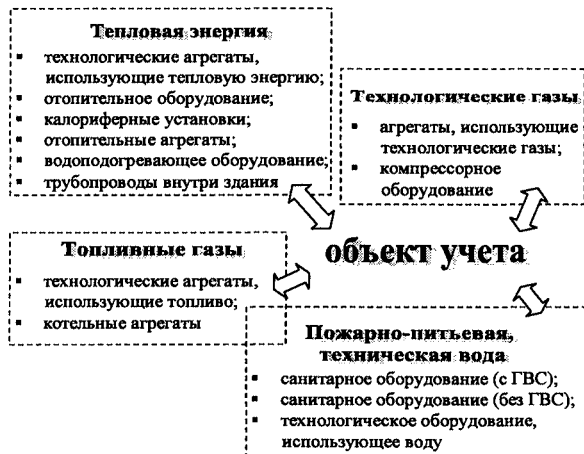 Тепловая энергия
▪ технологические агрегаты,
использующие тепловую энергию;
▪ отопительное оборудование;
▪ калориферные установки;
▪ отопительные агрегаты;
▪ водоподогревающее оборудование;
▪ трубопроводы внутри здания
Технологические газы
▪ агрегаты, использующие
технологические газы;
▪ компрессорное
оборудование
объект учета
Топливные газы
▪ технологические агрегаты,
использующие топливо;
▪ котельные агрегаты
Пожарно-питьевая,
техническая вода
▪ санитарное оборудование (с ГВС);
▪ санитарное оборудование (без ГВС);
▪ технологическое оборудование,
использующее воду